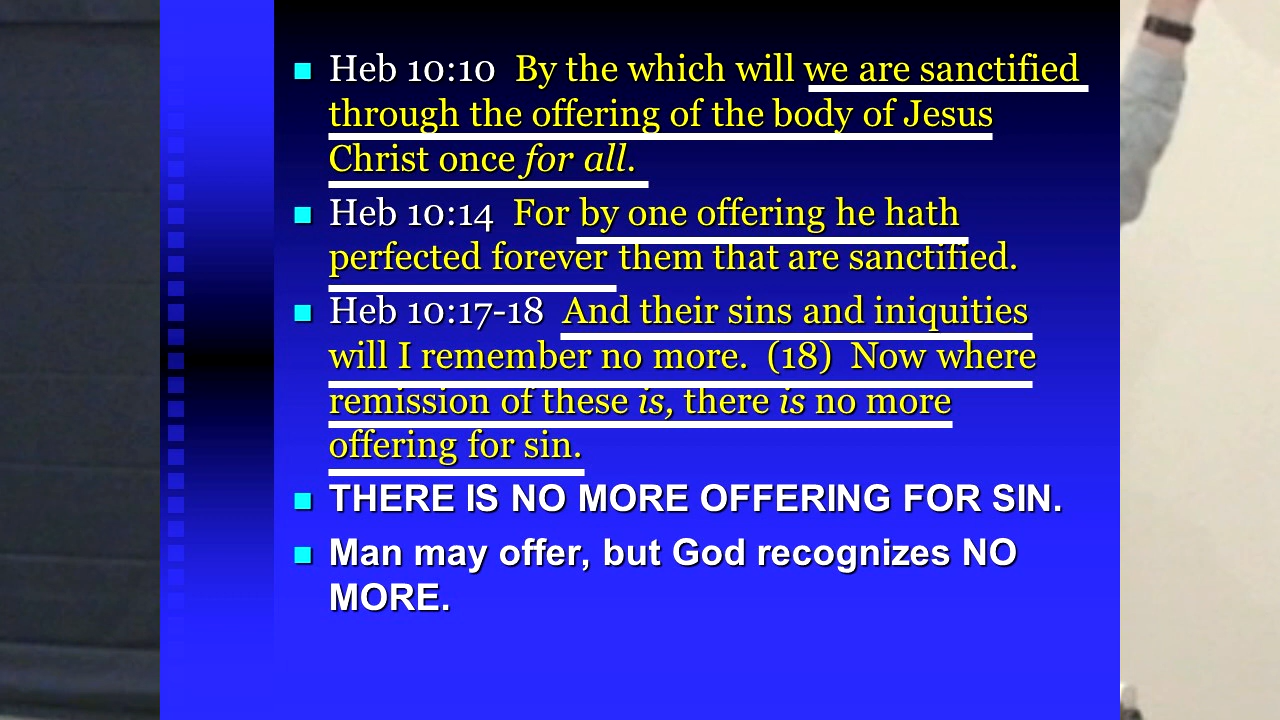 Heb 10:10 By the which will we are sanctified
through the offering of the body of Jesus
Christ once for all.
Heb 10:14 For by one offering he hath
perfected forever them that are sanctified.
Heb 10:17-18 And their sins and iniquities
will I remember no more. (18) Now where
remission of these is, there is no more
offering for sin.
THERE IS NO MORE OFFERING FOR SIN.
Man may offer, but God recognizes NO
MORE.